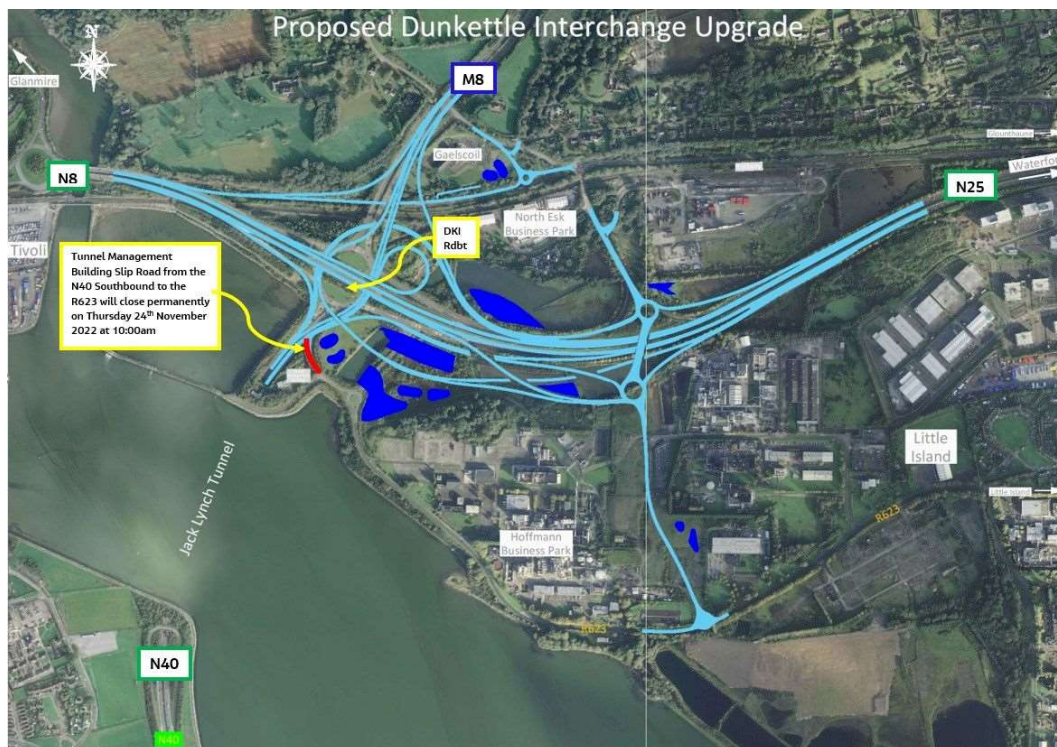 Proposed Dunkettle Interchange Upgrade
N
Glanmire
M8
Gaelscoil
Glounthaune
Waterford
N8
N25
North Esk
Business Park
DKI
Rdbt
Tivoli
Tunnel Management
Building Slip Road from the
N40 Southbound to the
R623 will close permanently
on Thursday 24th November
2022 at 10:00am
Little
Island
Little Island
R623
Jack Lynch Tunnel
Hoffmann
Business Park
R623
N40
N40